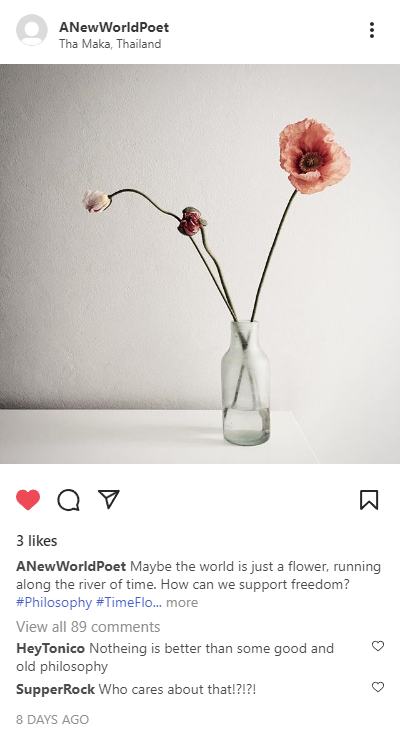 ANewWorldPoet
Tha Maka, Thailand
3 likes
ANewWorldPoet Maybe the world is just a flower, running
along the river of time. How can we support freedom?
#Philosophy #TimeFlo... more
View all 89 comments
HeyTonico Notheing is better than some good and
old philosophy
SupperRock Who cares about that!?!?!
8 DAYS AGO